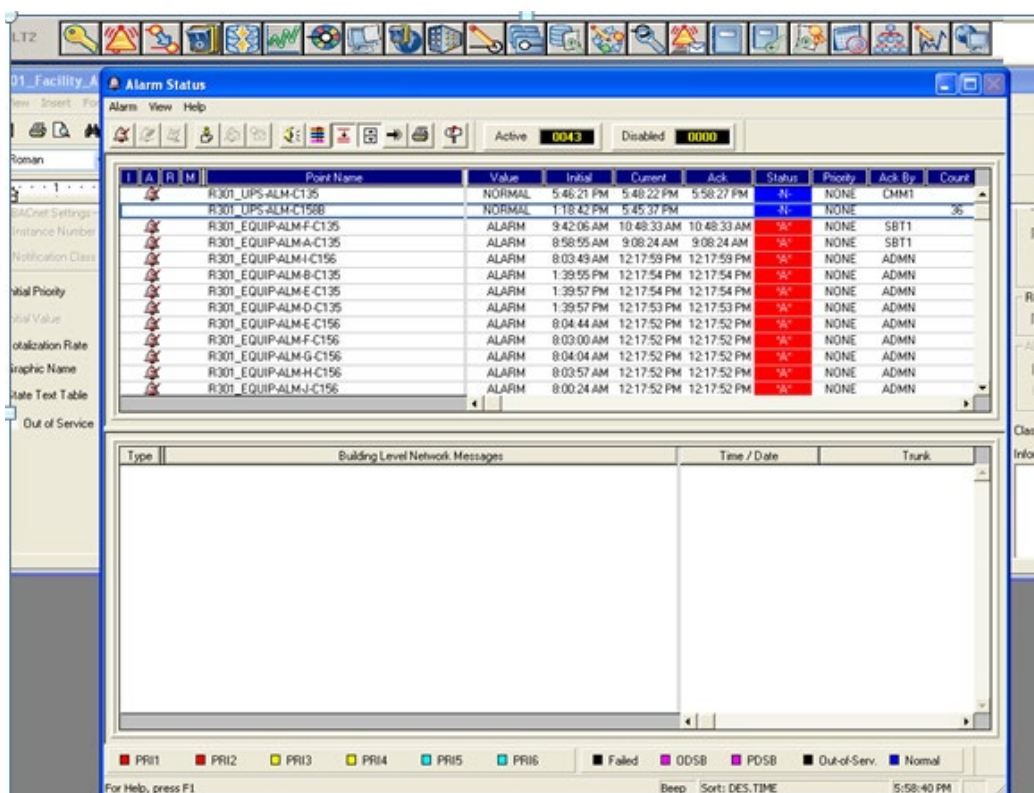 LT2
01_Facility_A
Alarm Status
View Insert For
Alarm View Help
Active 0043 Disabled 0000
Roman
I A R M Point Name Value Initial Current Ack Status Priority Ack By Count
R301_UPS-ALM-C135 NORMAL 5:46:21 PM 5:48:22 PM 5:58:27 PM -N- NONE CMM1
R301_UPS-ALM-C158B NORMAL 1:18:42 PM 5:45:37 PM -N- NONE 36
R301_EQUIP-ALM-F-C135 ALARM 9:42:06 AM 10:48:33 AM 10:48:33 AM *A* NONE SBT1
R301_EQUIP-ALM-A-C135 ALARM 8:58:55 AM 9:08:24 AM 9:08:24 AM *A* NONE SBT1
R301_EQUIP-ALM-I-C156 ALARM 8:03:49 AM 12:17:59 PM 12:17:59 PM *A* NONE ADMN
R301_EQUIP-ALM-B-C135 ALARM 1:39:55 PM 12:17:54 PM 12:17:54 PM *A* NONE ADMN
R301_EQUIP-ALM-E-C135 ALARM 1:39:57 PM 12:17:54 PM 12:17:54 PM *A* NONE ADMN
R301_EQUIP-ALM-D-C135 ALARM 1:39:57 PM 12:17:53 PM 12:17:53 PM *A* NONE ADMN
R301_EQUIP-ALM-E-C156 ALARM 8:04:44 AM 12:17:52 PM 12:17:52 PM *A* NONE ADMN
R301_EQUIP-ALM-F-C156 ALARM 8:03:00 AM 12:17:52 PM 12:17:52 PM *A* NONE ADMN
R301_EQUIP-ALM-G-C156 ALARM 8:04:04 AM 12:17:52 PM 12:17:52 PM *A* NONE ADMN
R301_EQUIP-ALM-H-C156 ALARM 8:03:57 AM 12:17:52 PM 12:17:52 PM *A* NONE ADMN
R301_EQUIP-ALM-J-C156 ALARM 8:00:24 AM 12:17:52 PM 12:17:52 PM *A* NONE ADMN
BACnet Settings
Instance Number
Notification Class
itial Priority
itial Value
otalization Rate
raphic Name
tate Text Table
Out of Service
Clas
Infor
Type Building Level Network Messages Time / Date Trunk
PRI1 PRI2 PRI3 PRI4 PRI5 PRI6 Failed ODSB PDSB Out-of-Serv. Normal
For Help, press F1 Beep Sort: DES.TIME 5:58:40 PM